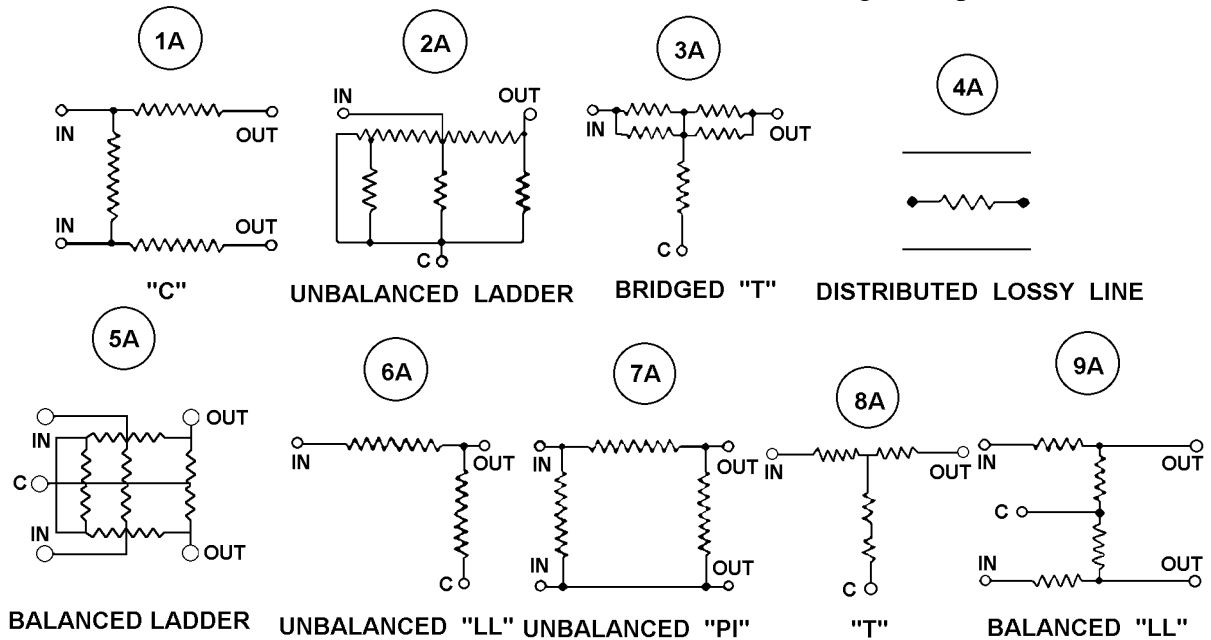 1A
IN
OUT
IN
OUT
"C"
2A
IN
OUT
C
UNBALANCED LADDER
3A
IN
OUT
C
BRIDGED "T"
4A
DISTRIBUTED LOSSY LINE
5A
OUT
IN
C
IN
OUT
BALANCED LADDER
6A
IN
OUT
C
UNBALANCED "LL"
7A
IN
OUT
IN
OUT
UNBALANCED "PI"
8A
IN
OUT
C
"T"
9A
IN
OUT
C
IN
OUT
BALANCED "LL"